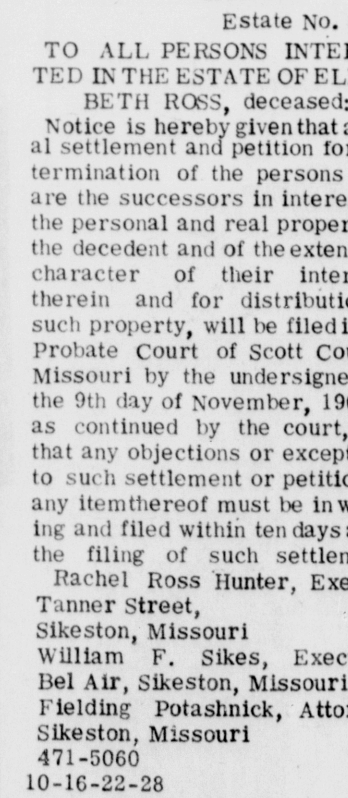 Estate No.
TO ALL PERSONS INTE
TED IN THE ESTATE OF EL
BETH ROSS, deceased:
Notice is hereby given that
al settlement and petition fo
termination of the persons
are the successors in intere
the personal and real proper
the decedent and of the exten
character of their inter
therein and for distributi
such property, will be filed i
Probate Court of Scott Co
Missouri by the undersigne
the 9th day of November, 19
as continued by the court,
that any objections or except
to such settlement or petitio
any item thereof must be in w
ing and filed within ten days
the filing of such settlem
Rachel Ross Hunter, Exe
Tanner Street,
Sikeston, Missouri
William F. Sikes, Exec
Bel Air, Sikeston, Missouri
Fielding Potashnick, Atto
Sikeston, Missouri
471-5060
10-16-22-28